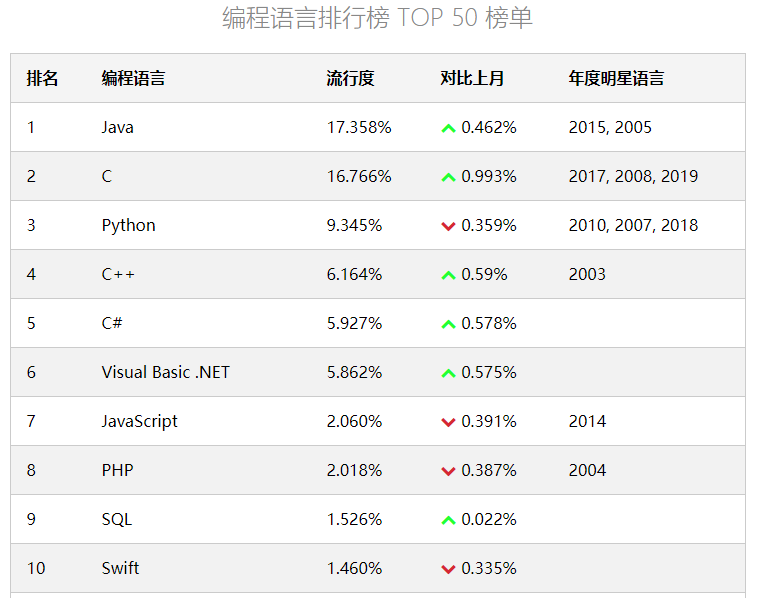 编程语言排行榜 TOP 50 榜单
排名 编程语言 流行度 对比上月 年度明星语言
1 Java 17.358% 0.462% 2015, 2005
2 C 16.766% 0.993% 2017, 2008, 2019
3 Python 9.345% 0.359% 2010, 2007, 2018
4 C++ 6.164% 0.59% 2003
5 C# 5.927% 0.578%
6 Visual Basic .NET 5.862% 0.575%
7 JavaScript 2.060% 0.391% 2014
8 PHP 2.018% 0.387% 2004
9 SQL 1.526% 0.022%
10 Swift 1.460% 0.335%